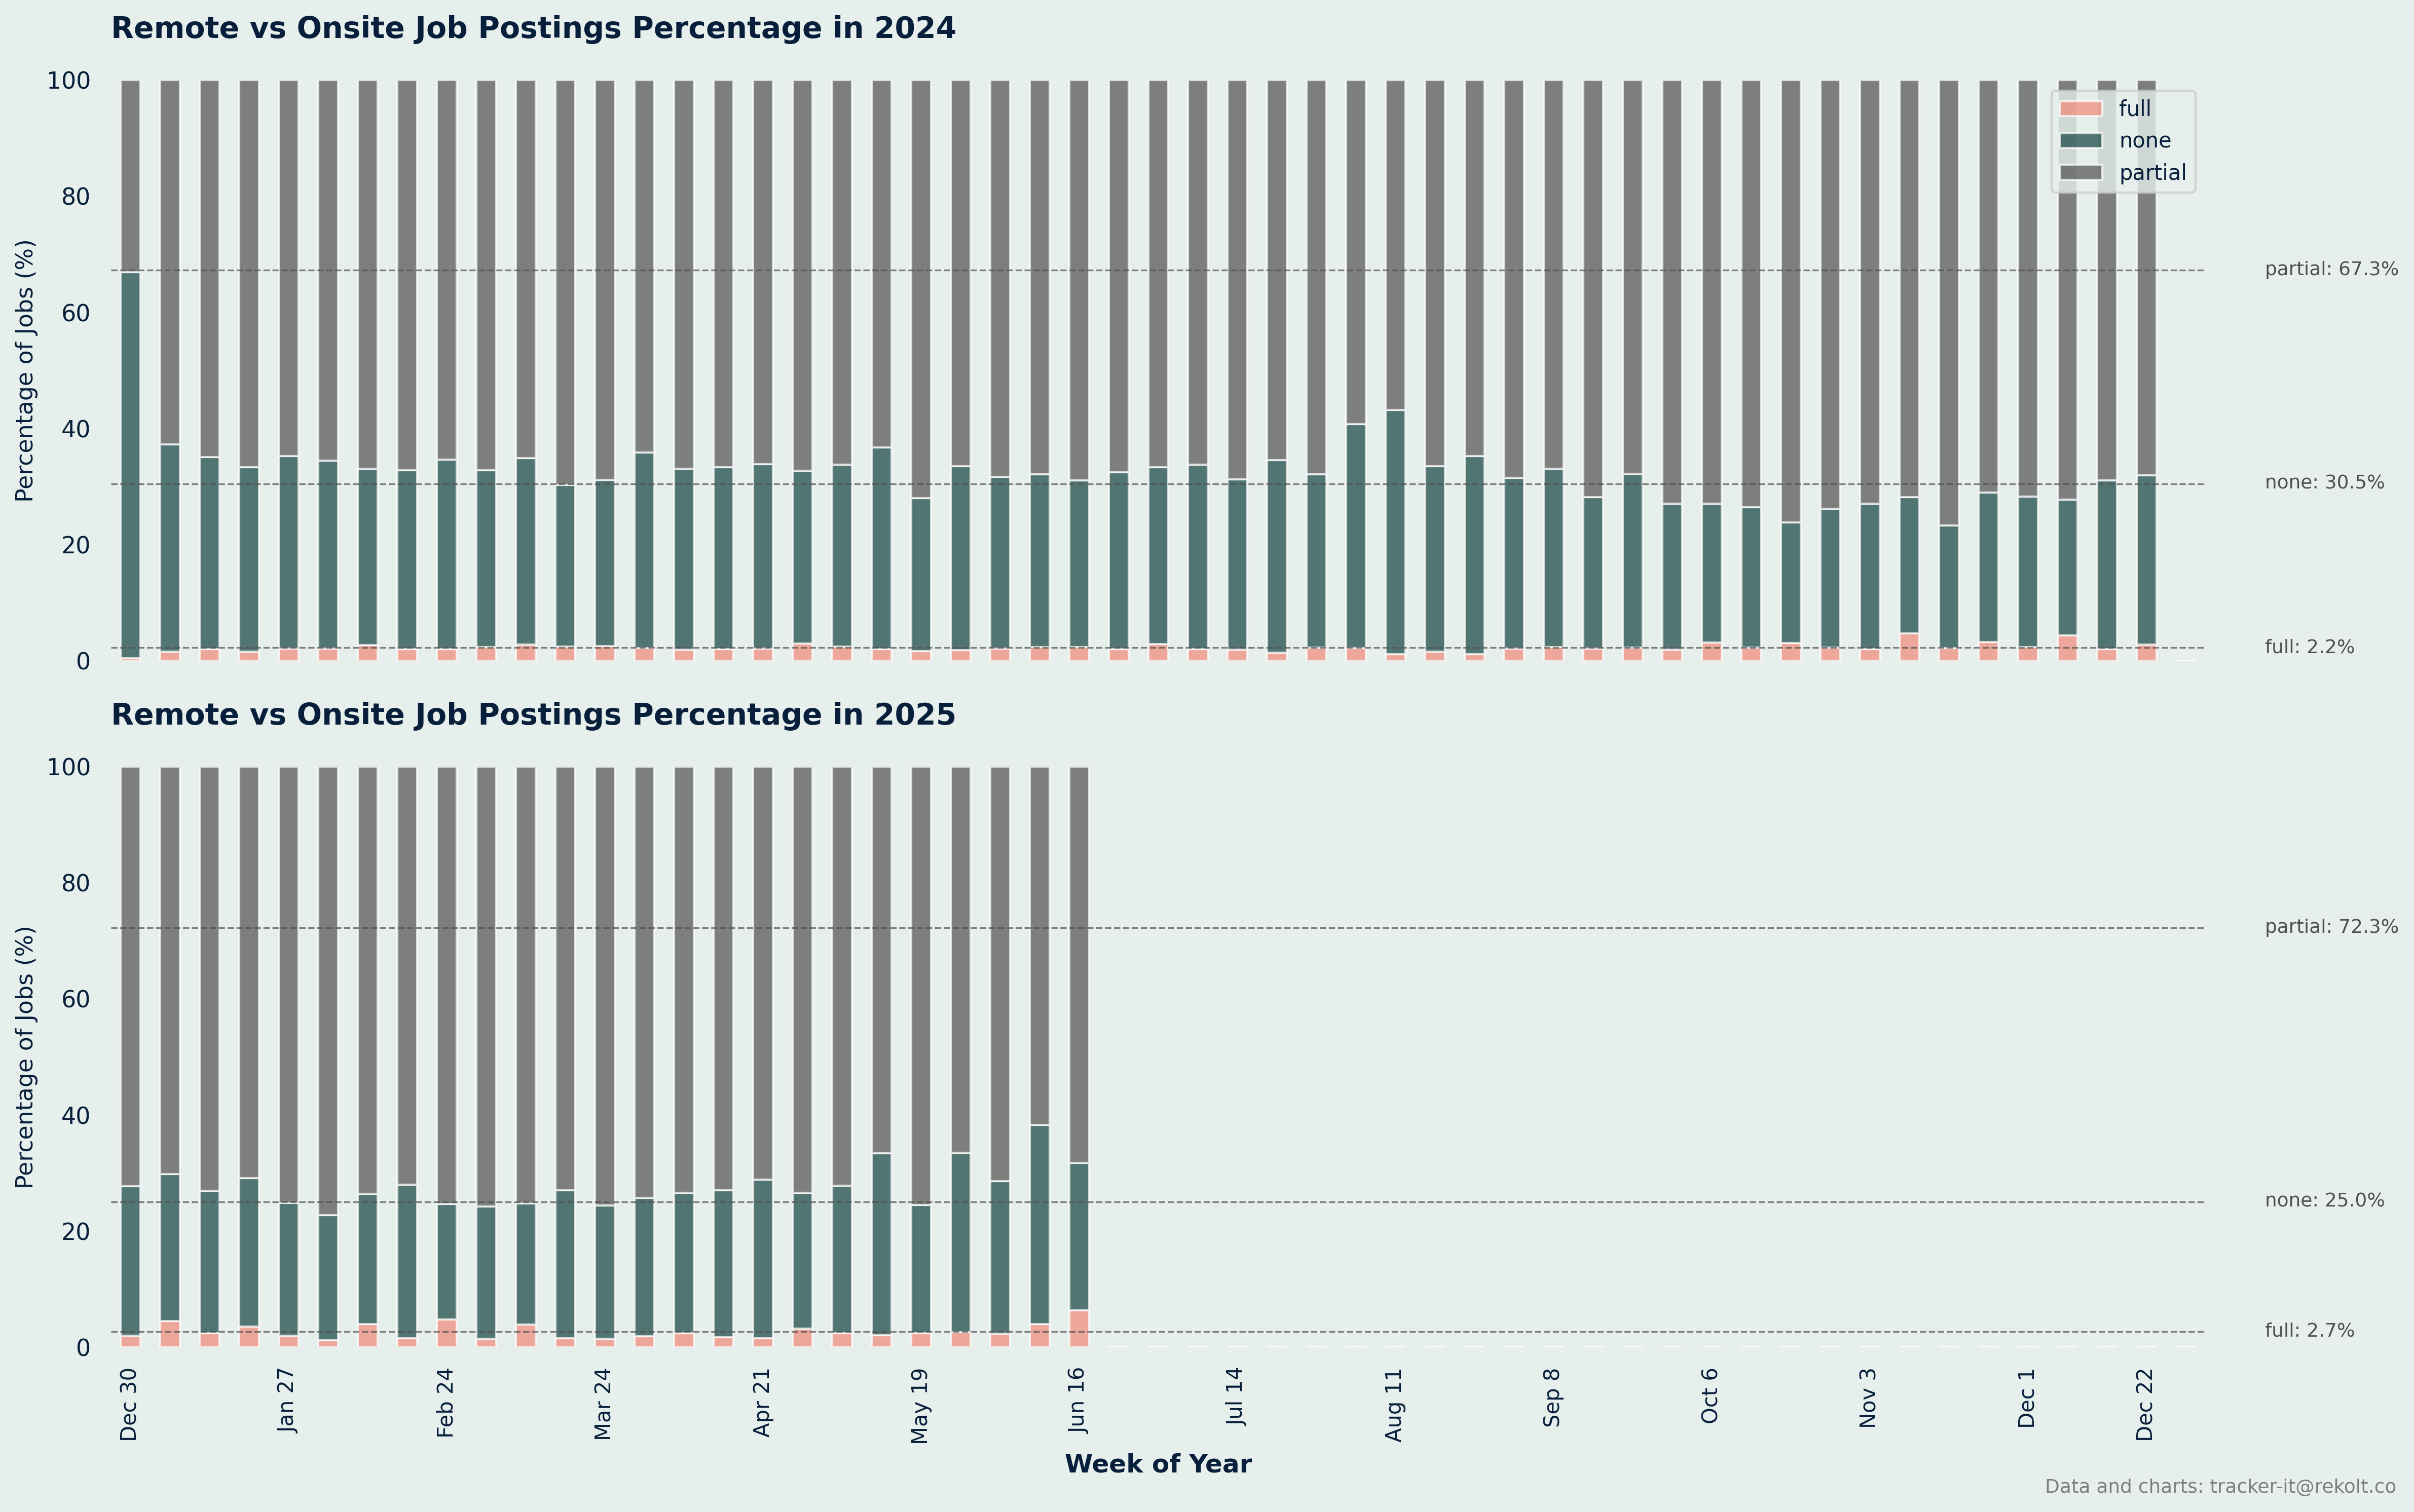 Remote vs Onsite Job Postings Percentage in 2024
Percentage of Jobs (%)
100
80
60
40
20
0
full
none
partial
partial: 67.3%
none: 30.5%
full: 2.2%
Remote vs Onsite Job Postings Percentage in 2025
Percentage of Jobs (%)
100
80
60
40
20
0
partial: 72.3%
none: 25.0%
full: 2.7%
Dec 30
Jan 27
Feb 24
Mar 24
Apr 21
May 19
Jun 16
Jul 14
Aug 11
Sep 8
Oct 6
Nov 3
Dec 1
Dec 22
Week of Year
Data and charts: tracker-it@rekolt.co